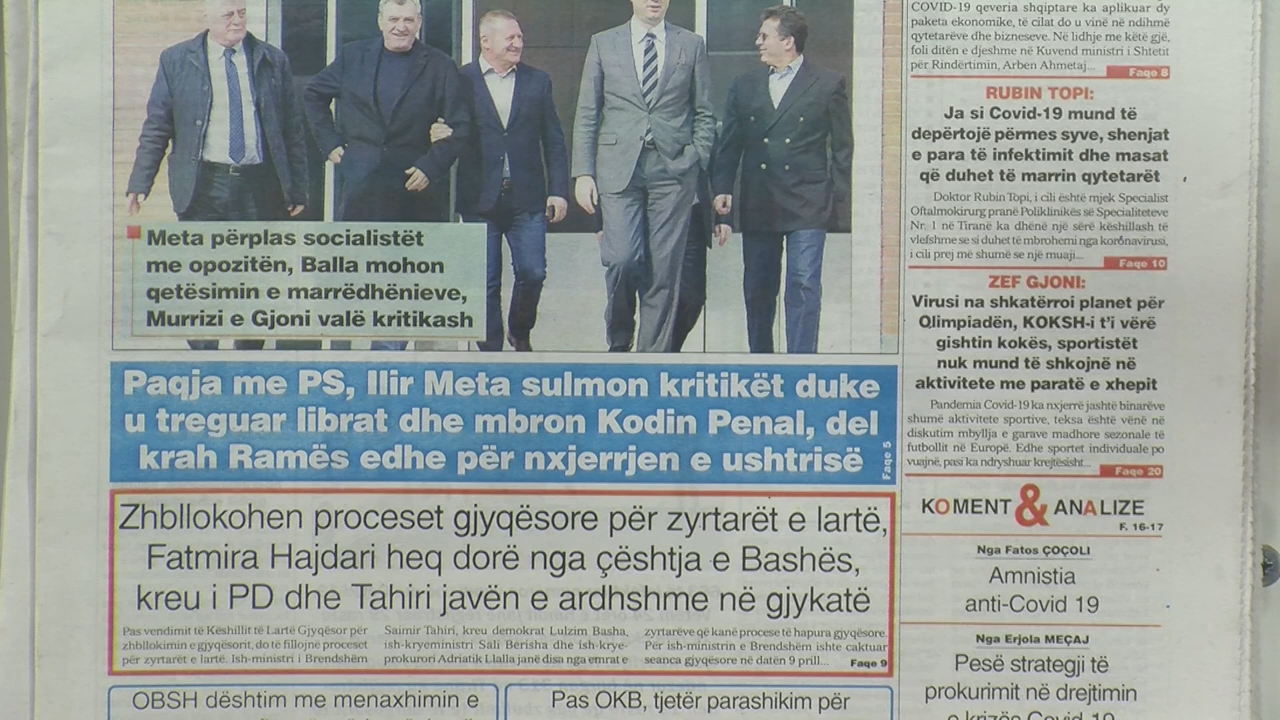 Meta përplas socialistët
me opozitën, Balla mohon
qetësimin e marrëdhënieve,
Murrizi e Gjoni valë kritikash
Paqja me PS, Ilir Meta sulmon kritikët duke
u treguar librat dhe mbron Kodin Penal, del
krah Ramës edhe për nxjerrjen e ushtrisë
Faqe 5
Zhbllokohen proceset gjyqësore për zyrtarët e lartë,
Fatmira Hajdari heq dorë nga çështja e Bashës,
kreu i PD dhe Tahiri javën e ardhshme në gjykatë
Pas vendimit të Këshillit të Lartë Gjyqësor për
zhbllokimin e gjyqësorit, do të fillojnë proceset
për zyrtarët e lartë. Ish-ministri i Brendshëm
Saimir Tahiri, kreu demokrat Lulzim Basha,
ish-kryeministri Sali Berisha dhe ish-krye-
prokurori Adriatik Llalla janë disa nga emrat e
zyrtarëve që kanë procese të hapura gjyqësore.
Për ish-ministrin e Brendshëm ishte caktuar
seanca gjyqësore në datën 9 prill...
Faqe 9
OBSH dështim me menaxhimin e
Pas OKB, tjetër parashikim për
COVID-19 qeveria shqiptare ka aplikuar dy
paketa ekonomike, të cilat do u vinë në ndihmë
qytetarëve dhe bizneseve. Në lidhje me këtë gjë,
foli ditën e djeshme në Kuvend ministri i Shtetit
për Rindërtimin, Arben Ahmetaj...
Faqe 8
RUBIN TOPI:
Ja si Covid-19 mund të
depërtojë përmes syve, shenjat
e para të infektimit dhe masat
që duhet të marrin qytetarët
Doktor Rubin Topi, i cili është mjek Specialist
Oftalmokirurg pranë Poliklinikës së Specialiteteve
Nr. 1 në Tiranë ka dhënë një sërë këshillash të
vlefshme se si duhet të mbrohemi nga koronavirusi,
i cili prej më shumë se një muaji...
Faqe 10
ZEF GJONI:
Virusi na shkatërroi planet për
Olimpiadën, KOKSH-i t'i vërë
gishtin kokës, sportistët
nuk mund të shkojnë në
aktivitete me paratë e xhepit
Pandemia Covid-19 ka nxjerrë jashtë binarëve
shumë aktivitete sportive, teksa është vënë në
diskutim mbyllja e garave madhore sezonale të
futbollit në Europë. Edhe sportet individuale po
vuajnë, pasi ka ndryshuar krejtësisht...
Faqe 20
KOMENT & ANALIZE
F. 16-17
Nga Fatos ÇOÇOLI
Amnistia
anti-Covid 19
Nga Erjola MEÇAJ
Pesë strategji të
prokurimit në drejtimin
e krizës Covid-19